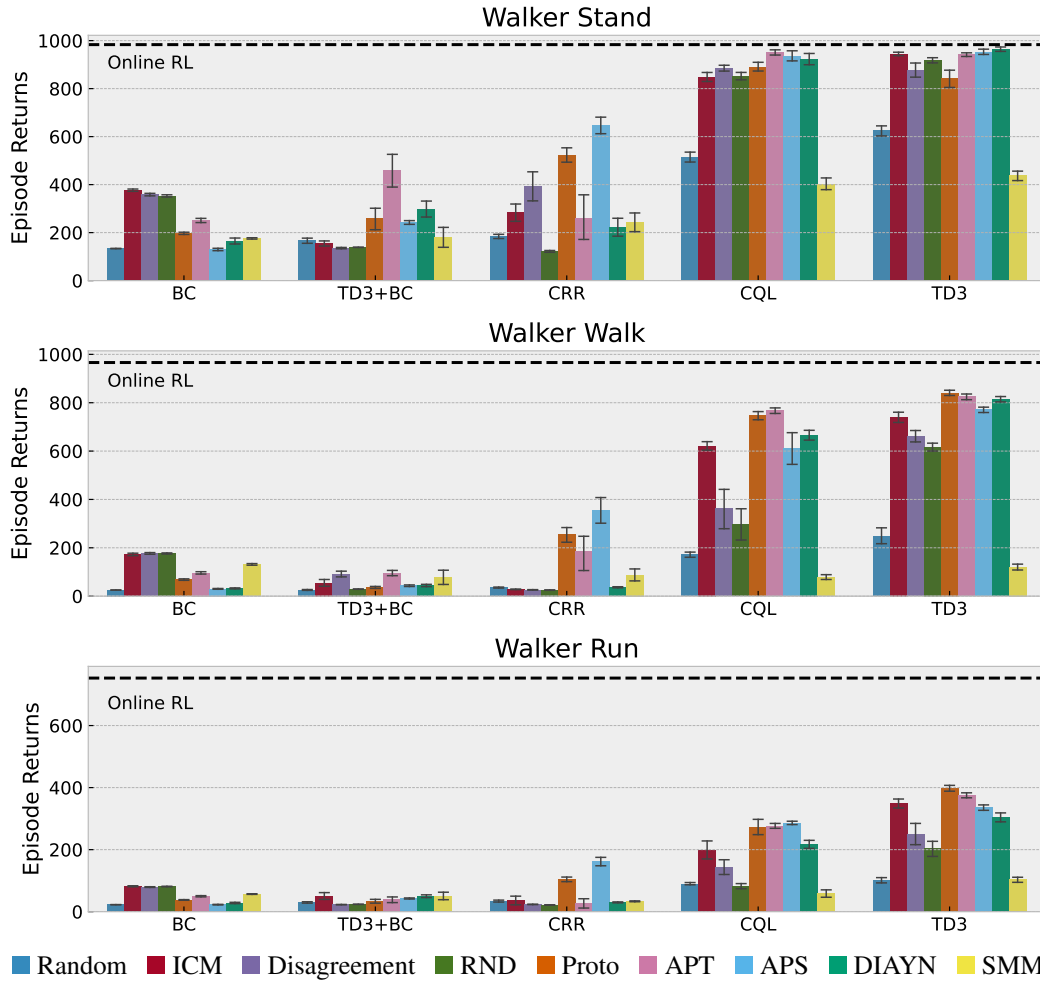 Walker Stand
Episode Returns
1000
800
600
400
200
0
Online RL
BC TD3+BC CRR CQL TD3
Walker Walk
Episode Returns
1000
800
600
400
200
0
Online RL
BC TD3+BC CRR CQL TD3
Walker Run
Episode Returns
600
400
200
0
Online RL
BC TD3+BC CRR CQL TD3
Random ICM Disagreement RND Proto APT APS DIAYN SMM